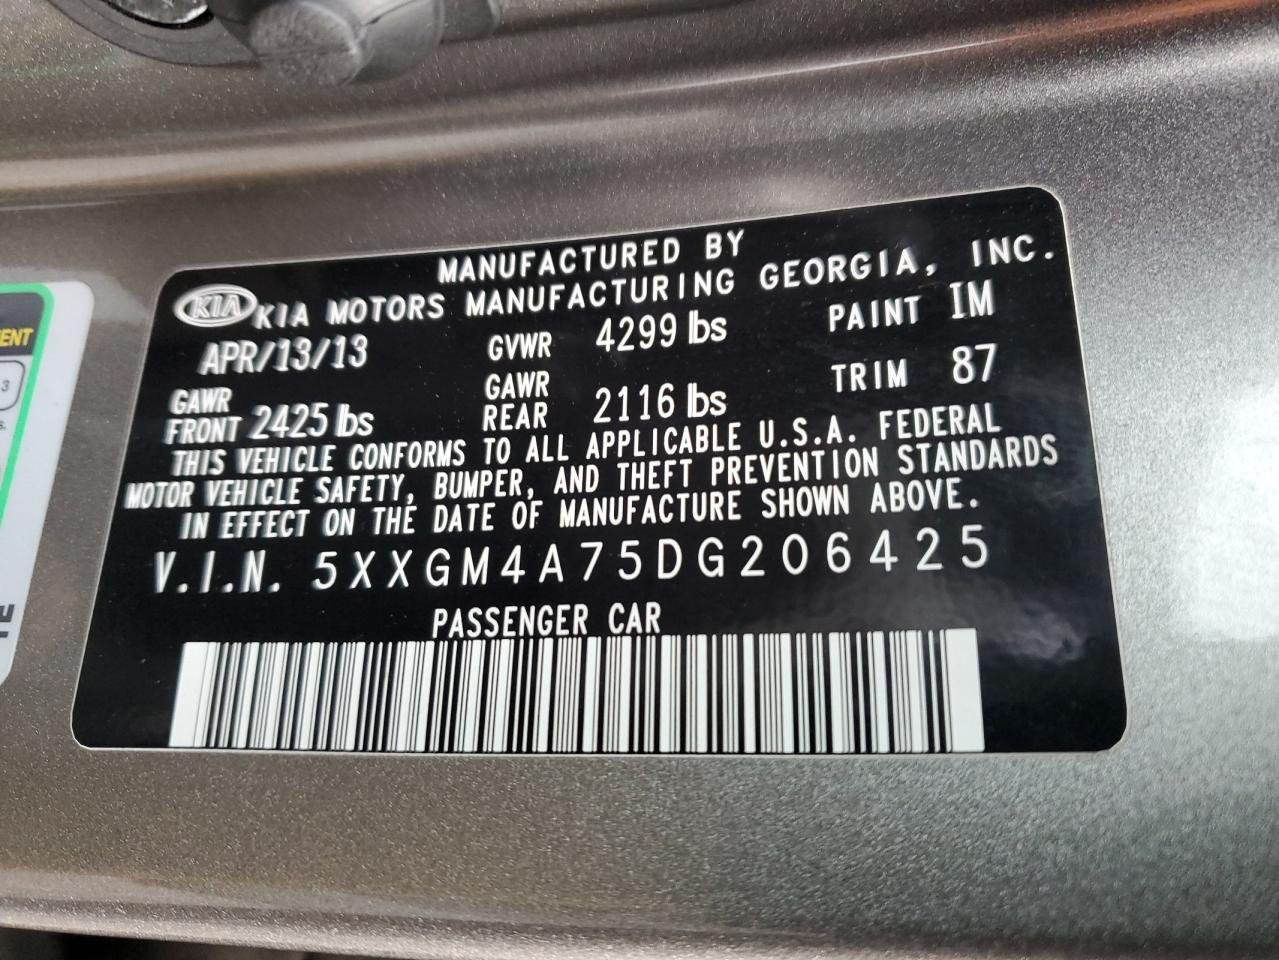 MANUFACTURED BY
KIA KIA MOTORS MANUFACTURING GEORGIA, INC.
APR/13/13 GVWR 4299 lbs PAINT IM
GAWR FRONT 2425 lbs GAWR REAR 2116 lbs TRIM 87
THIS VEHICLE CONFORMS TO ALL APPLICABLE U.S.A. FEDERAL
MOTOR VEHICLE SAFETY, BUMPER, AND THEFT PREVENTION STANDARDS
IN EFFECT ON THE DATE OF MANUFACTURE SHOWN ABOVE.
V.I.N. 5XXGM4A75DG206425
PASSENGER CAR